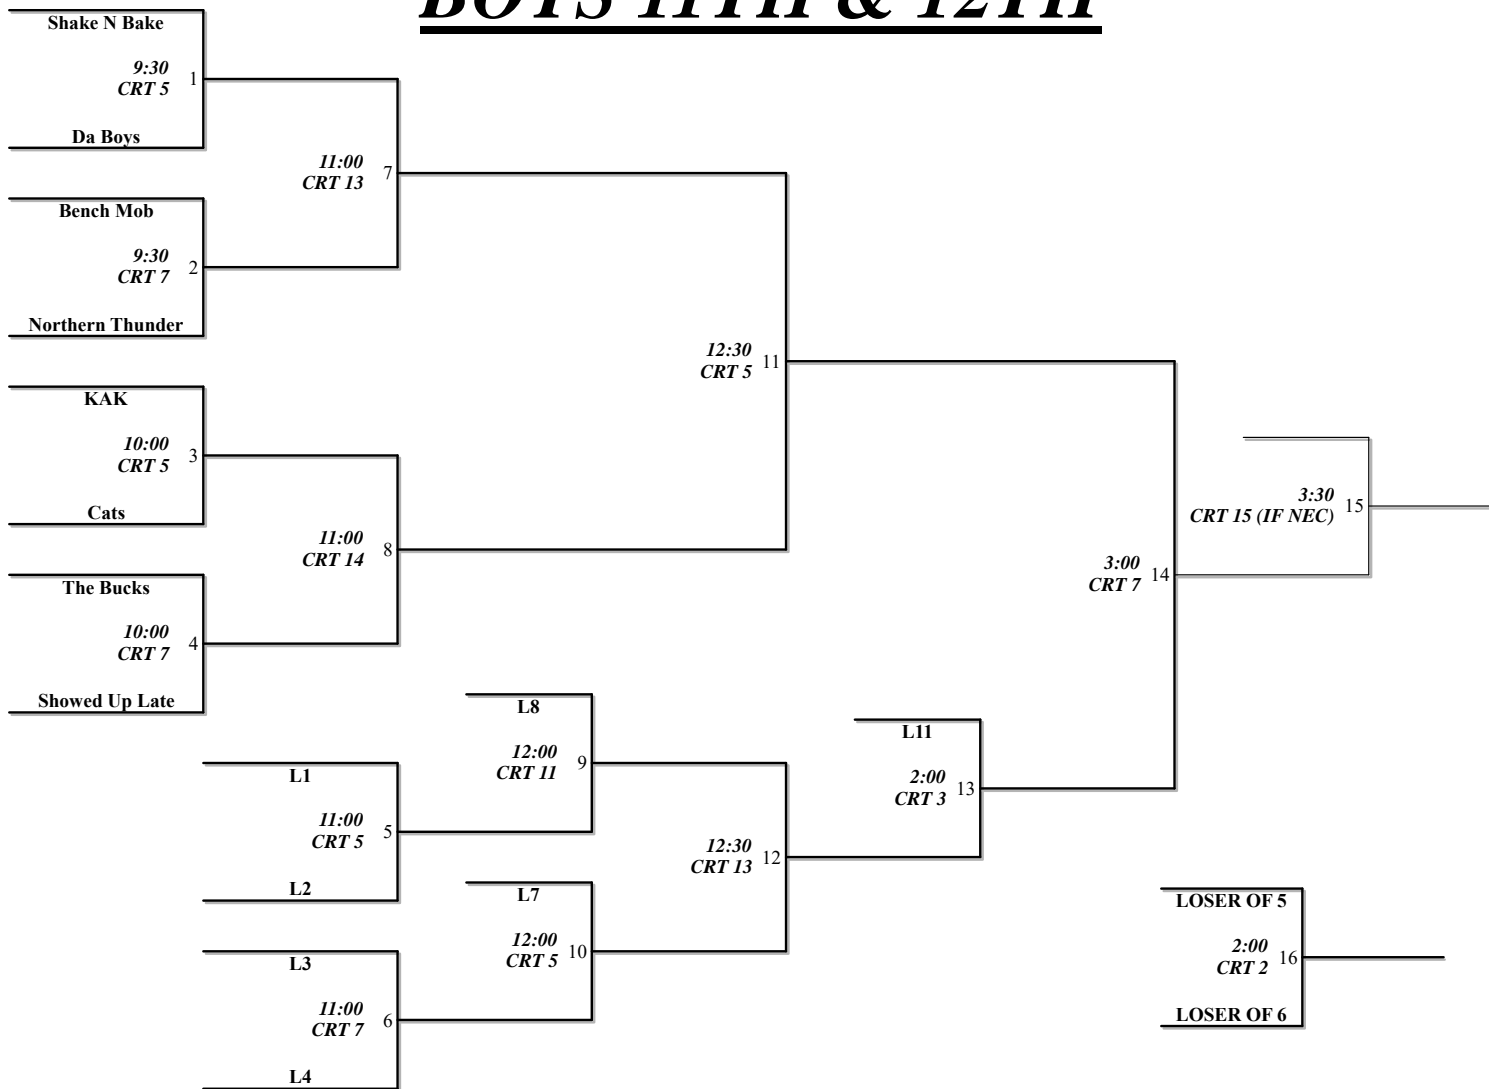 BOYS 11TH & 12TH
Shake N Bake
9:30
CRT 5
1
Da Boys
11:00
CRT 13
7
Bench Mob
9:30
CRT 7
2
Northern Thunder
12:30
CRT 5
11
KAK
10:00
CRT 5
3
Cats
11:00
CRT 14
8
The Bucks
10:00
CRT 7
4
Showed Up Late
3:30
CRT 15 (IF NEC)
15
3:00
CRT 7
14
L8
12:00
CRT 11
9
L1
11:00
CRT 5
5
L2
L11
2:00
CRT 3
13
12:30
CRT 13
12
L7
12:00
CRT 5
10
L3
11:00
CRT 7
6
L4
LOSER OF 5
2:00
CRT 2
16
LOSER OF 6